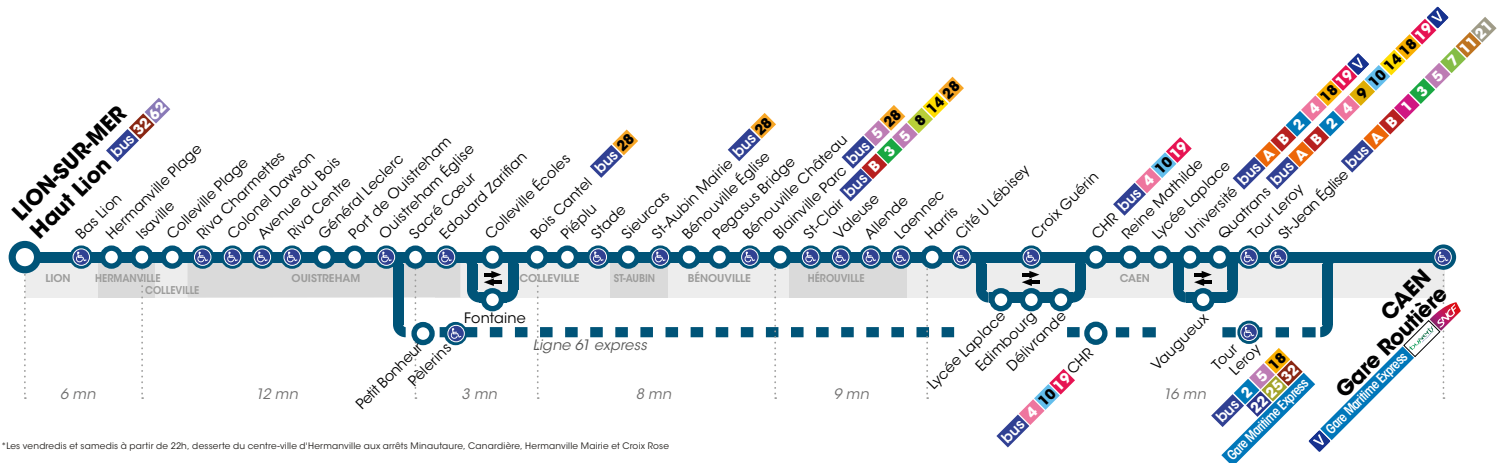 LION-SUR-MER
Haut Lion bus 32 62
Bas Lion
Hermanville Plage
Isaville
Colleville Plage
Riva Charmettes
Colonel Dawson
Avenue du Bois
Riva Centre
Général Leclerc
Port de Ouistreham
Ouistreham Église
Sacré Cœur
Edouard Zarifian
Colleville Écoles
Bois Cantel bus 28
Piéplu
Stade
Sieurcas
St-Aubin Mairie bus 28
Bénouville Église
Pegasus Bridge
Bénouville Château
Blainville Parc bus 5 28
St-Clair bus B 3 5 8 14 28
Valeuse
Allende
Laennec
Harris
Cité U Lébisey
Croix Guérin
CHR bus 4 10 19
Reine Mathilde
Lycée Laplace
Université bus A B 2 4 18 19 V
Quatrans bus A B 2 4 9 10 14 18 19 V
Tour Leroy
St-Jean Église bus A B 1 3 5 7 11 21
LION
HERMANVILLE
COLLEVILLE
OUISTREHAM
COLLEVILLE
ST-AUBIN
BÉNOUVILLE
HÉROUVILLE
CAEN
Fontaine
Petit Bonheur
Pèlerins
Ligne 61 express
Lycée Laplace
Edimbourg
Délivrande
bus 4 10 19 CHR
Vaugueux
Tour
Leroy
bus 2 5 18
22 25 32
Gare Maritime Express
CAEN
Gare Routière
V Gare Maritime Express
SNCF
6 mn
12 mn
3 mn
8 mn
9 mn
16 mn
*Les vendredis et samedis à partir de 22h, desserte du centre-ville d'Hermanville aux arrêts Minautaure, Canardière, Hermanville Mairie et Croix Rose